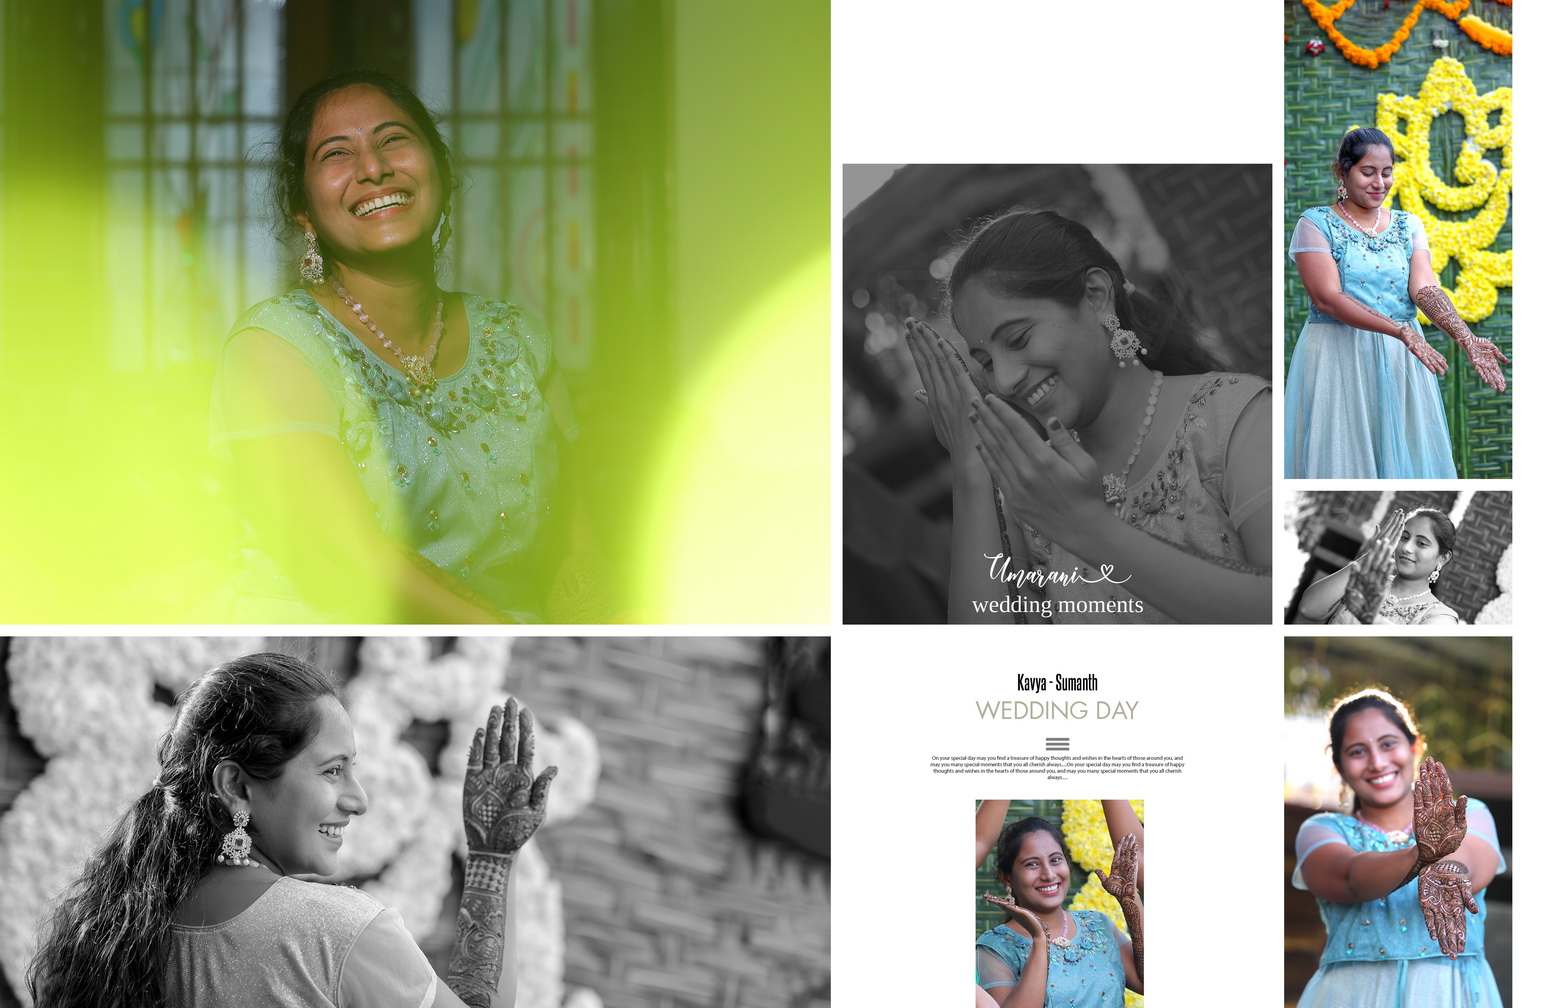 Umarani
wedding moments
Kavya - Sumanth
WEDDING DAY
On your special day may you find a treasure of happy thoughts and wishes in the hearts of those around you, and
may you many special moments that you all cherish always....On your special day may you find a treasure of happy
thoughts and wishes in the hearts of those around you, and may you many special moments that you all cherish
always....